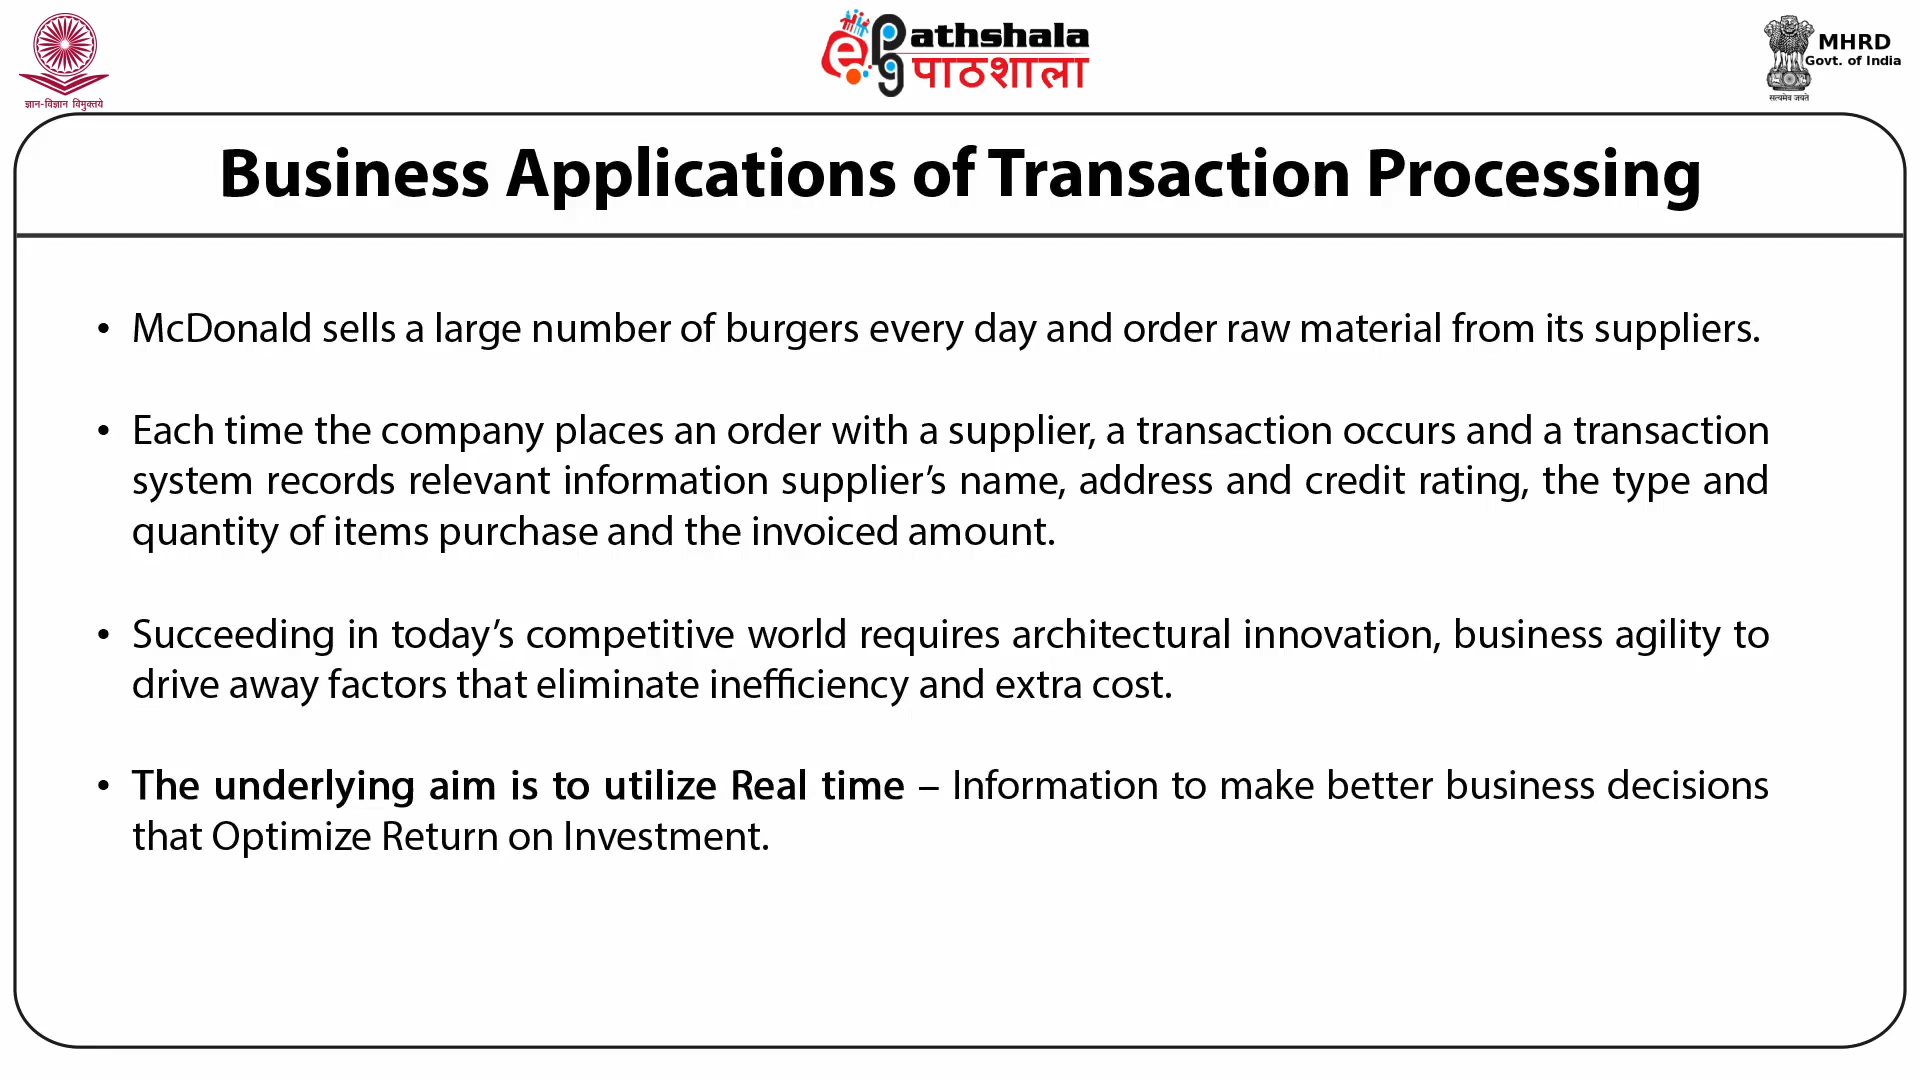 ज्ञान-विज्ञान विमुक्तये
e Pg Pathshala
पाठशाला
MHRD
Govt. of India
सत्यमेव जयते
Business Applications of Transaction Processing
• McDonald sells a large number of burgers every day and order raw material from its suppliers.
• Each time the company places an order with a supplier, a transaction occurs and a transaction
system records relevant information supplier’s name, address and credit rating, the type and
quantity of items purchase and the invoiced amount.
• Succeeding in today’s competitive world requires architectural innovation, business agility to
drive away factors that eliminate inefficiency and extra cost.
• The underlying aim is to utilize Real time – Information to make better business decisions
that Optimize Return on Investment.